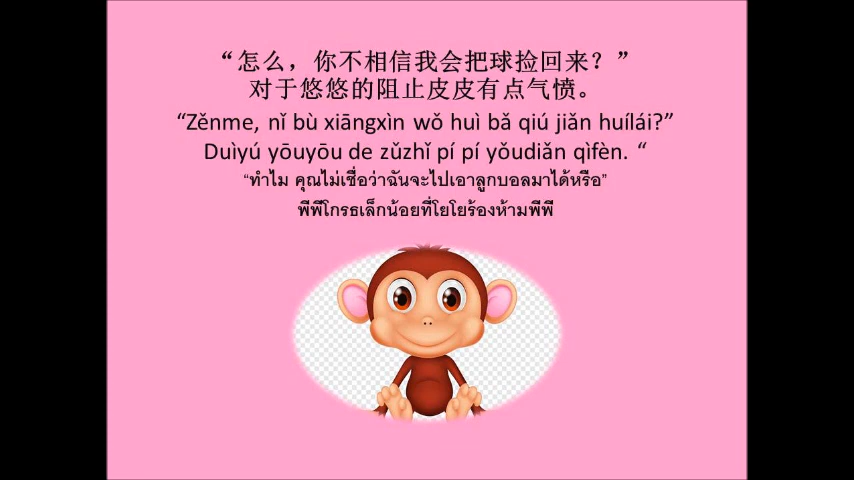 “怎么，你不相信我会把球捡回来？”
对于悠悠的阻止皮皮有点气愤。
“Zěnme, nǐ bù xiāngxìn wǒ huì bǎ qiú jiǎn huílái?”
Duìyú yōuyōu de zǔzhǐ pí pí yǒudiǎn qìfèn. “
“ทำไม คุณไม่เชื่อว่าฉันจะไปเอาลูกบอลมาได้หรือ”
พีพีโกรธเล็กน้อยที่โยโยร้องห้ามพีพี